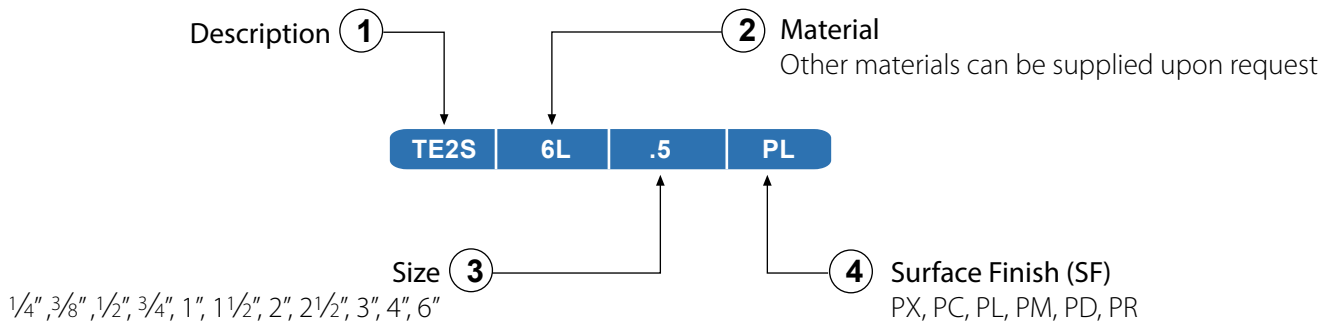 Description 1
2 Material
Other materials can be supplied upon request
TE2S 6L .5 PL
Size 3
¼",⅜",½", ¾", 1", 1½", 2", 2½", 3", 4", 6"
4 Surface Finish (SF)
PX, PC, PL, PM, PD, PR